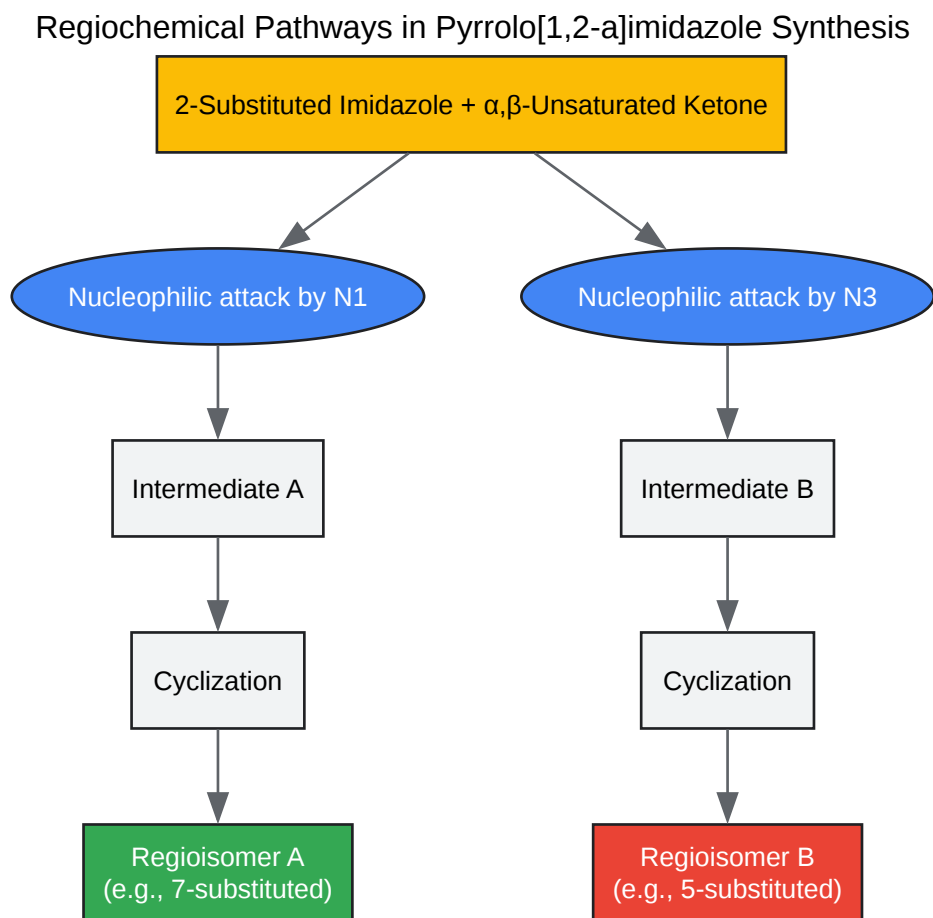 Regiochemical Pathways in Pyrrolo[1,2-a]imidazole Synthesis
2-Substituted Imidazole + α,β-Unsaturated Ketone
Nucleophilic attack by N1
Nucleophilic attack by N3
Intermediate A
Intermediate B
Cyclization
Cyclization
Regioisomer A
(e.g., 7-substituted)
Regioisomer B
(e.g., 5-substituted)